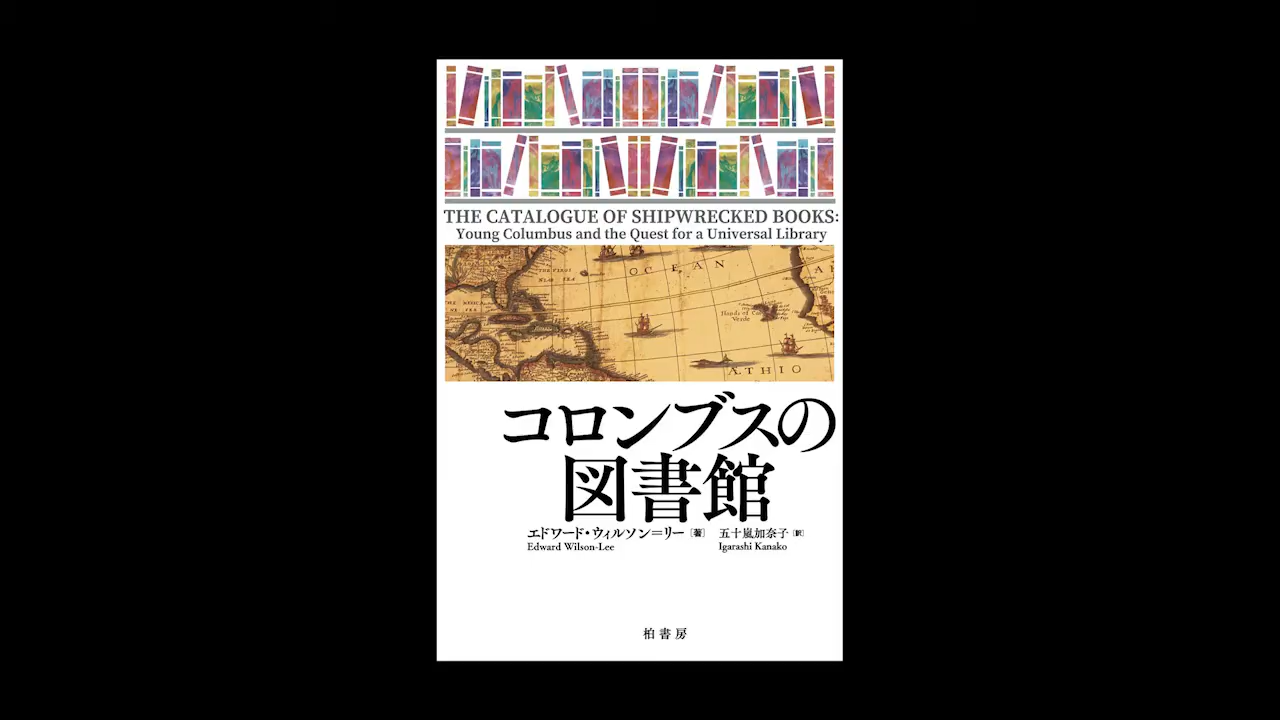 THE CATALOGUE OF SHIPWRECKED BOOKS:
Young Columbus and the Quest for a Universal Library
OCEAN
Verde
ÆTHIO
コロンブスの
図書館
エドワード・ウィルソン=リー［著］ 五十嵐加奈子［訳］
Edward Wilson-Lee Igarashi Kanako
柏書房